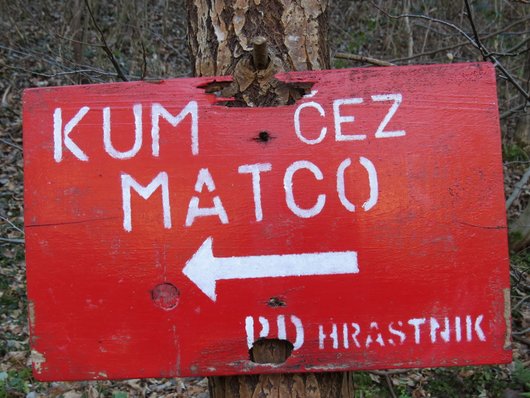 KUM ČEZ
MATCO
PD HRASTNIK